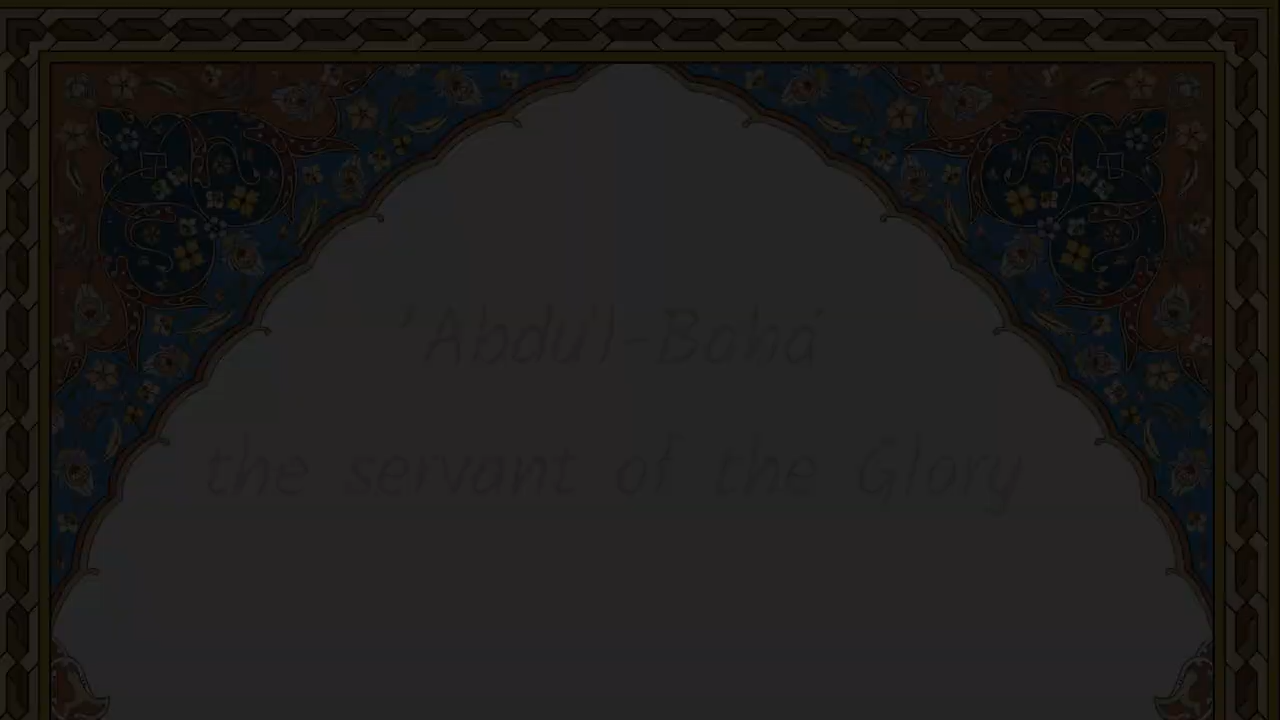 ‘Abdu'l-Bahá
the servant of the Glory